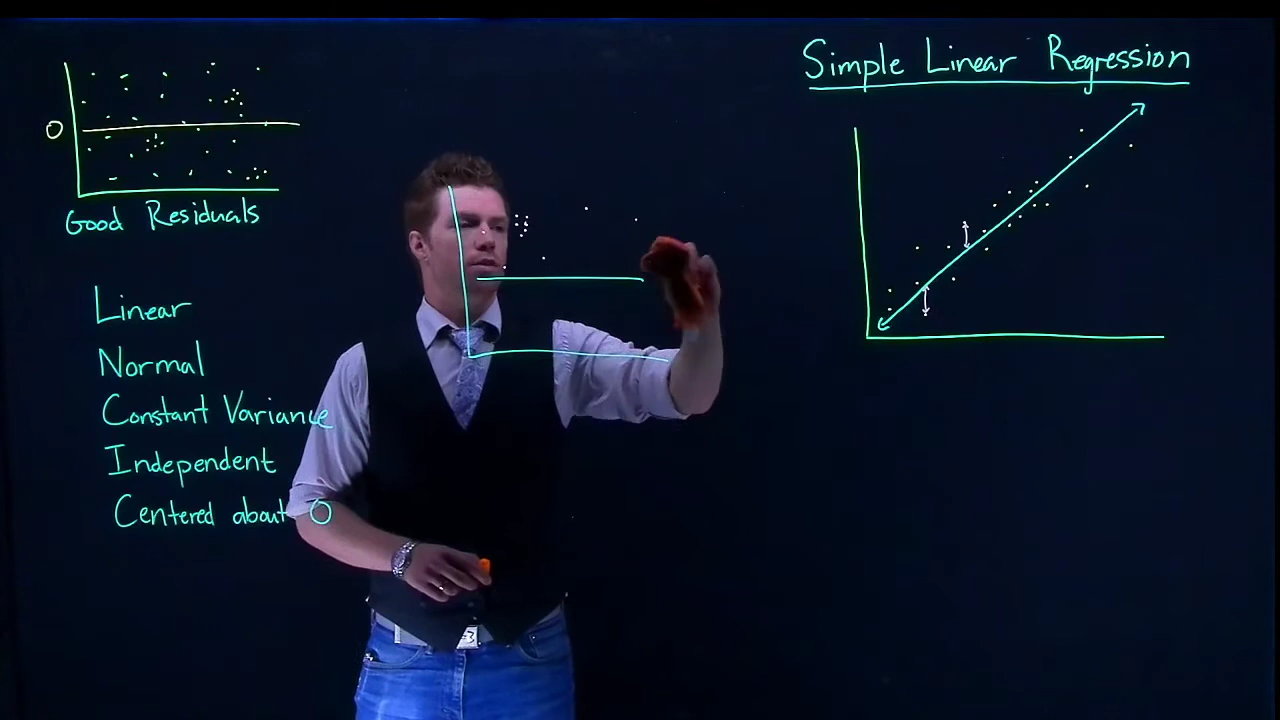 Simple Linear Regression
0
Good Residuals
Linear
Normal
Constant Variance
Independent
Centered about 0